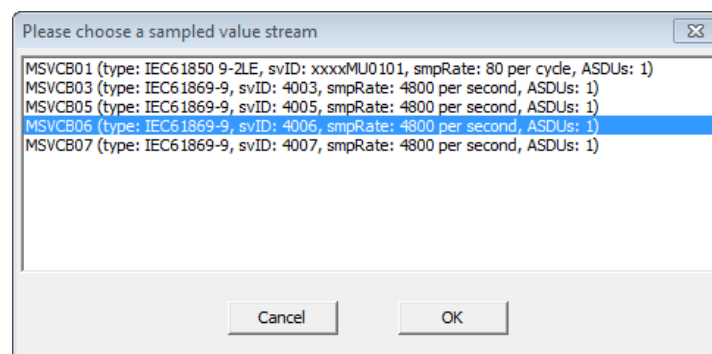 Please choose a sampled value stream
MSVCB01 (type: IEC61850 9-2LE, svID: xxxxMU0101, smpRate: 80 per cycle, ASDUs: 1)
MSVCB03 (type: IEC61869-9, svID: 4003, smpRate: 4800 per second, ASDUs: 1)
MSVCB05 (type: IEC61869-9, svID: 4005, smpRate: 4800 per second, ASDUs: 1)
MSVCB06 (type: IEC61869-9, svID: 4006, smpRate: 4800 per second, ASDUs: 1)
MSVCB07 (type: IEC61869-9, svID: 4007, smpRate: 4800 per second, ASDUs: 1)
Cancel OK